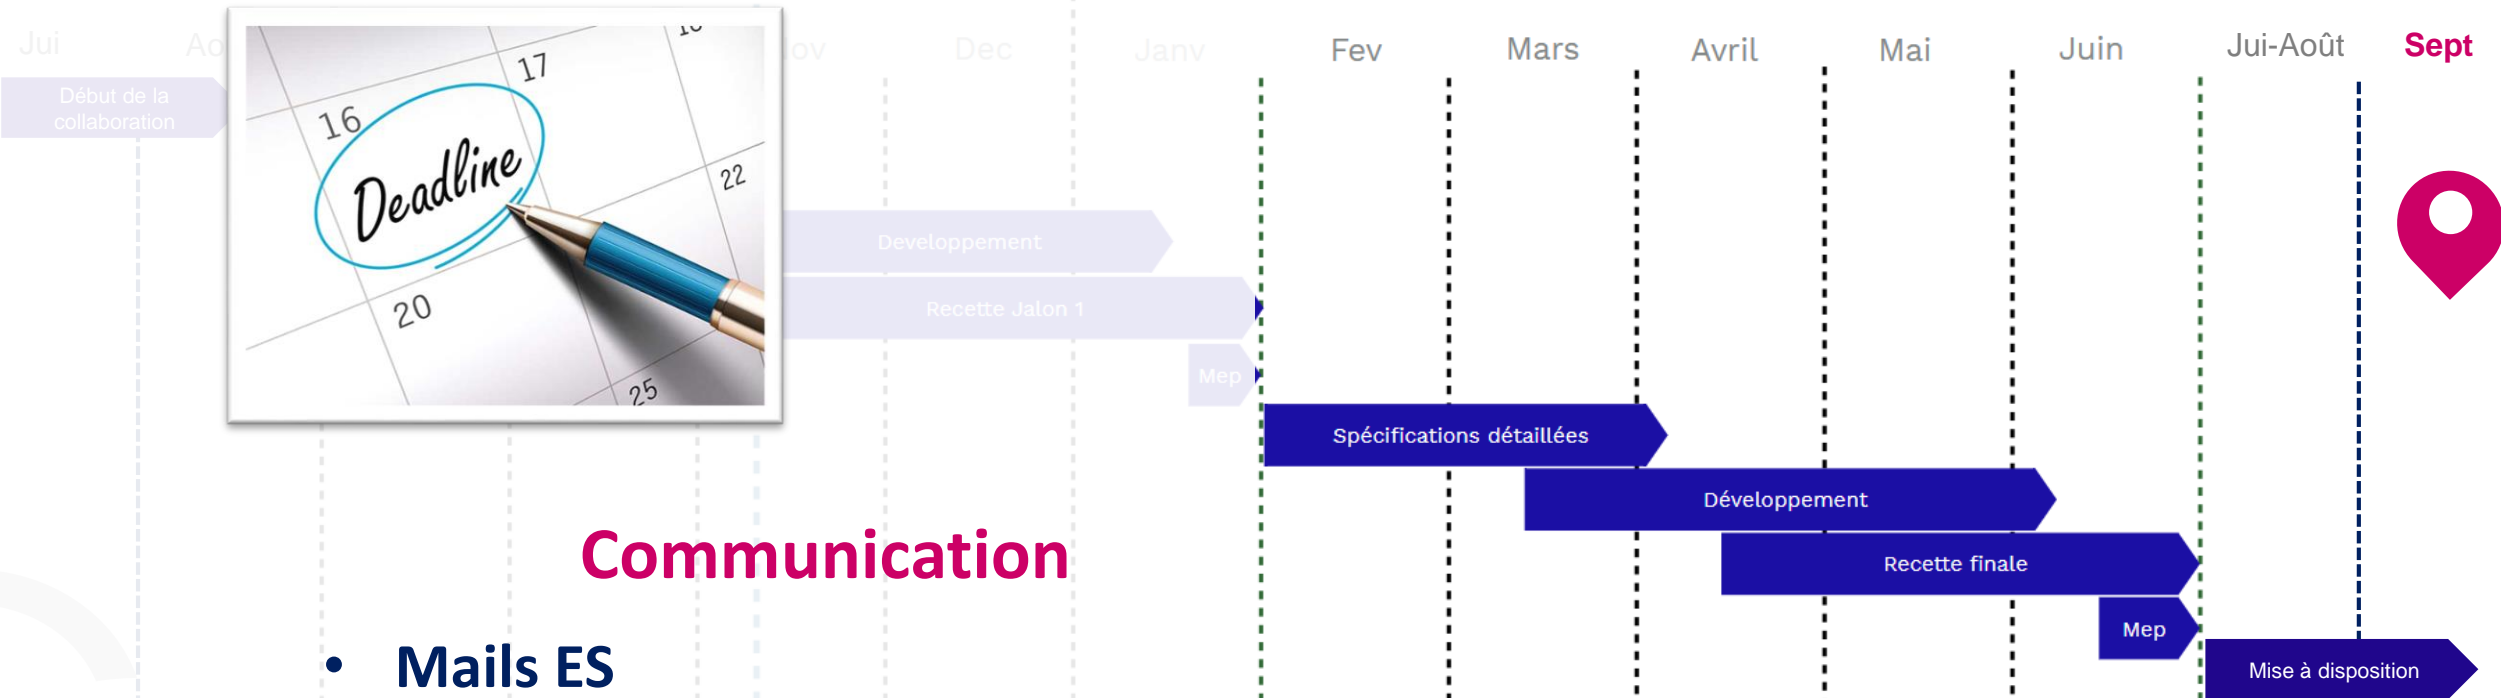 Jui
Dec
Janv
Fev
Mars
Avril
Mai
Juin
Jui-Août
Sept
Début de la
collaboration
16
17
Deadline
22
20
25
Developpement
Recette Jalon 1
Mep
Spécifications détaillées
Développement
Recette finale
Mep
Mise à disposition
Communication
• Mails ES